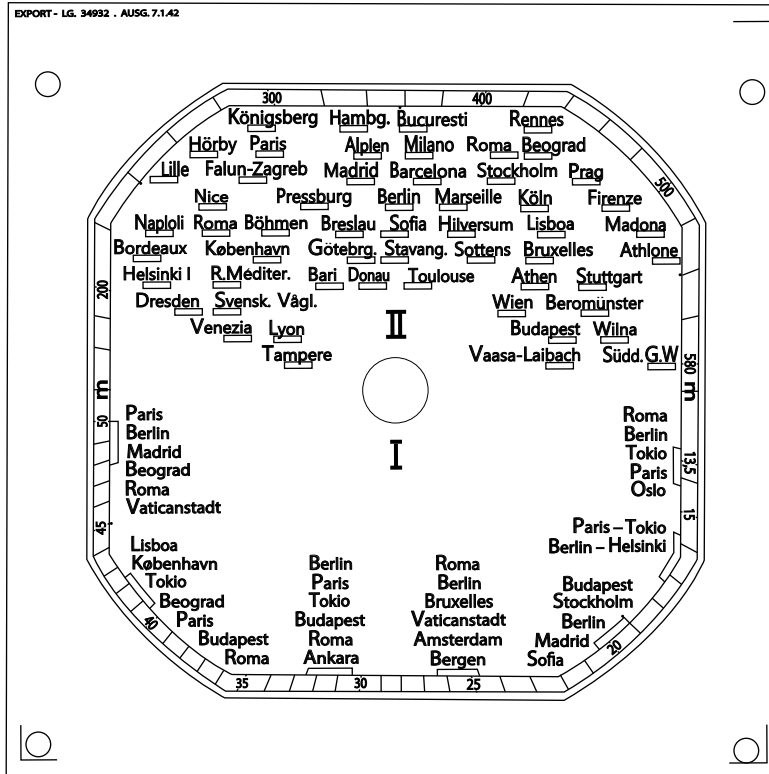 EXPORT - LG. 34932 . AUSG. 7.1.42
300 400
Königsberg Hambg. Bucuresti Rennes
Hörby Paris Alplen Milano Roma Beograd
Lille Falun-Zagreb Madrid Barcelona Stockholm Prag
500
Nice Pressburg Berlin Marseille Köln Firenze
Naploli Roma Böhmen Breslau Sofia Hilversum Lisboa Madona
Bordeaux København Götebrg. Stavang. Sottens Bruxelles Athlone
Helsinki I R.Méditer. Bari Donau Toulouse Athen Stuttgart
200
Dresden Svensk. Vågl. Wien Beromünster
Venezia Lyon II Budapest Wilna
Tampere Vaasa-Laibach Südd. G.W
580
m m
Paris Roma
50
Berlin Berlin
Madrid I Tokio
13,5
Beograd Paris
Roma Oslo
Vaticanstadt
15
45
Paris – Tokio
Lisboa Berlin – Helsinki
København Berlin Roma
Tokio Paris Berlin Budapest
Beograd Tokio Bruxelles Stockholm
40
Paris Budapest Vaticanstadt Berlin
Budapest Roma Amsterdam Madrid
20
Roma Ankara Bergen Sofia
35 30 25